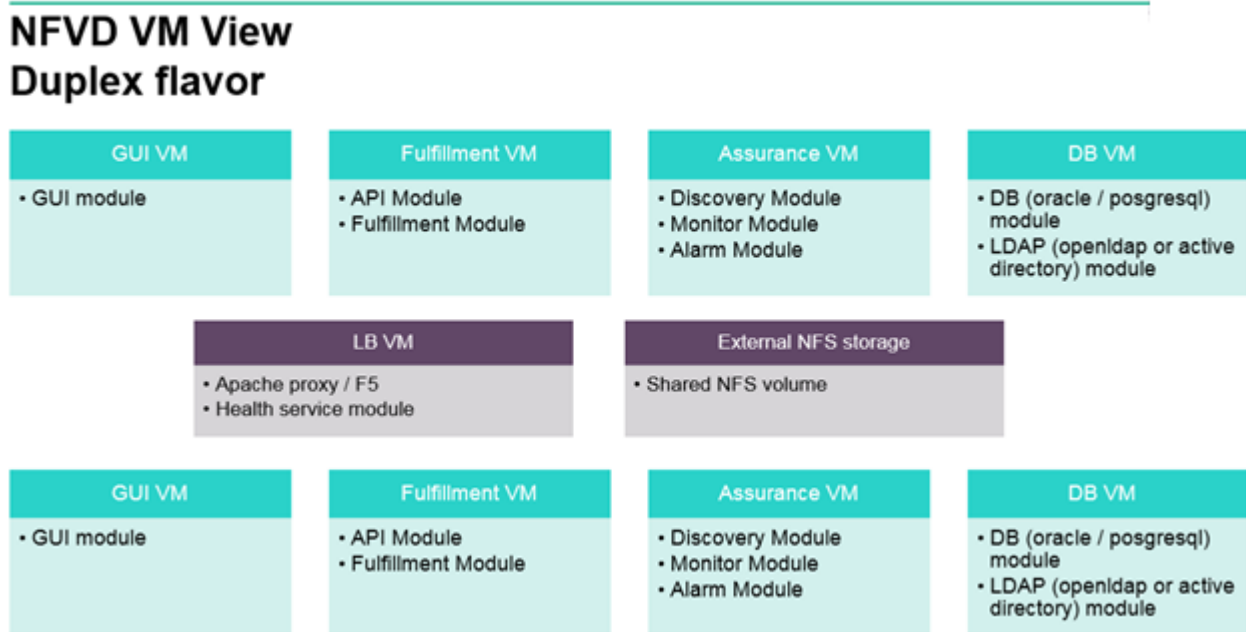 NFVD VM View
Duplex flavor
GUI VM
• GUI module
Fulfillment VM
• API Module
• Fulfillment Module
Assurance VM
• Discovery Module
• Monitor Module
• Alarm Module
DB VM
• DB (oracle / posgresql)
module
• LDAP (openldap or active
directory) module
LB VM
• Apache proxy / F5
• Health service module
External NFS storage
• Shared NFS volume
GUI VM
• GUI module
Fulfillment VM
• API Module
• Fulfillment Module
Assurance VM
• Discovery Module
• Monitor Module
• Alarm Module
DB VM
• DB (oracle / posgresql)
module
• LDAP (openldap or active
directory) module